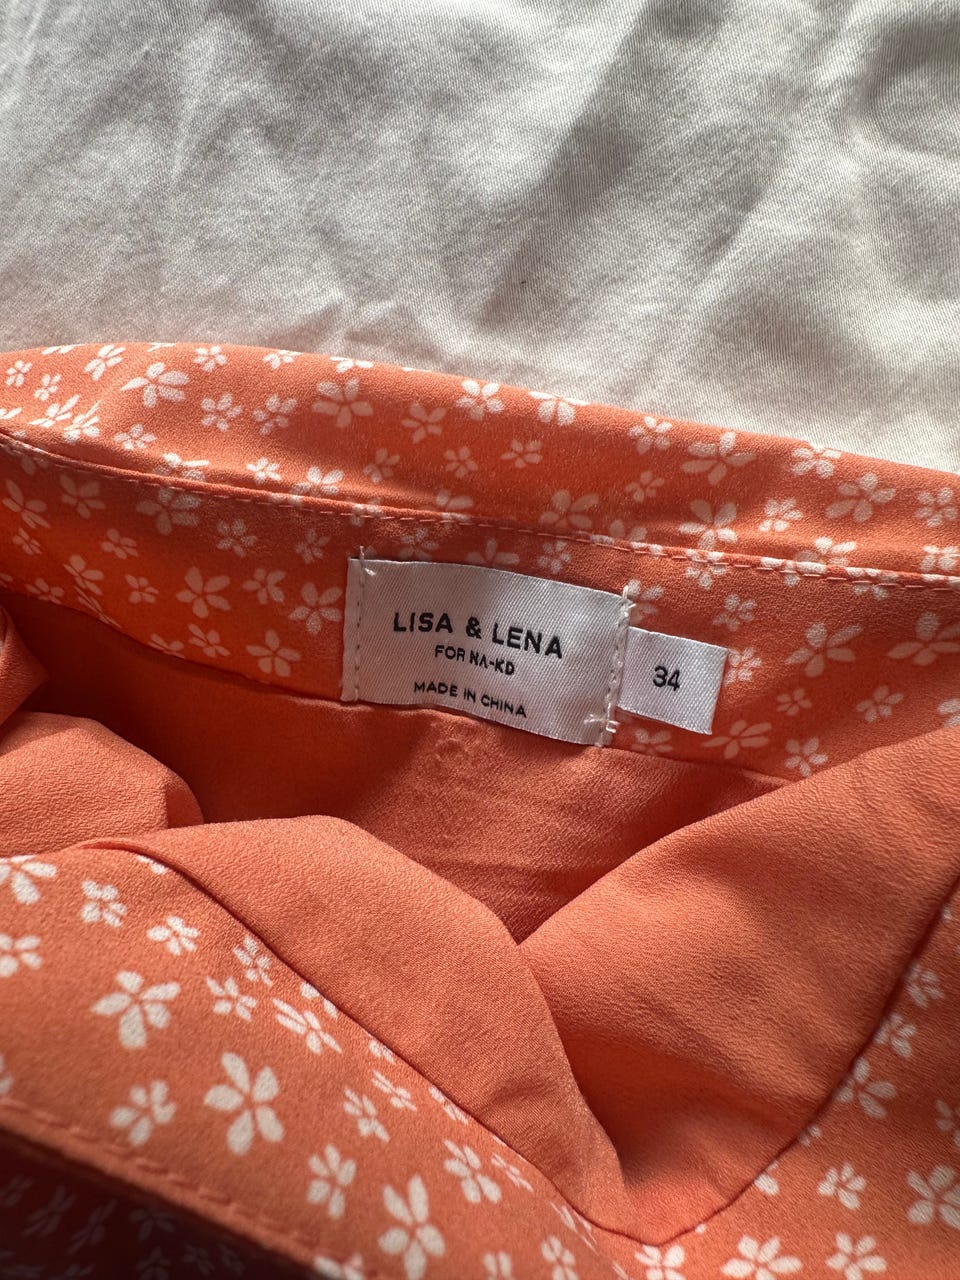 LISA & LENA
FOR NA-KD
MADE IN CHINA
34